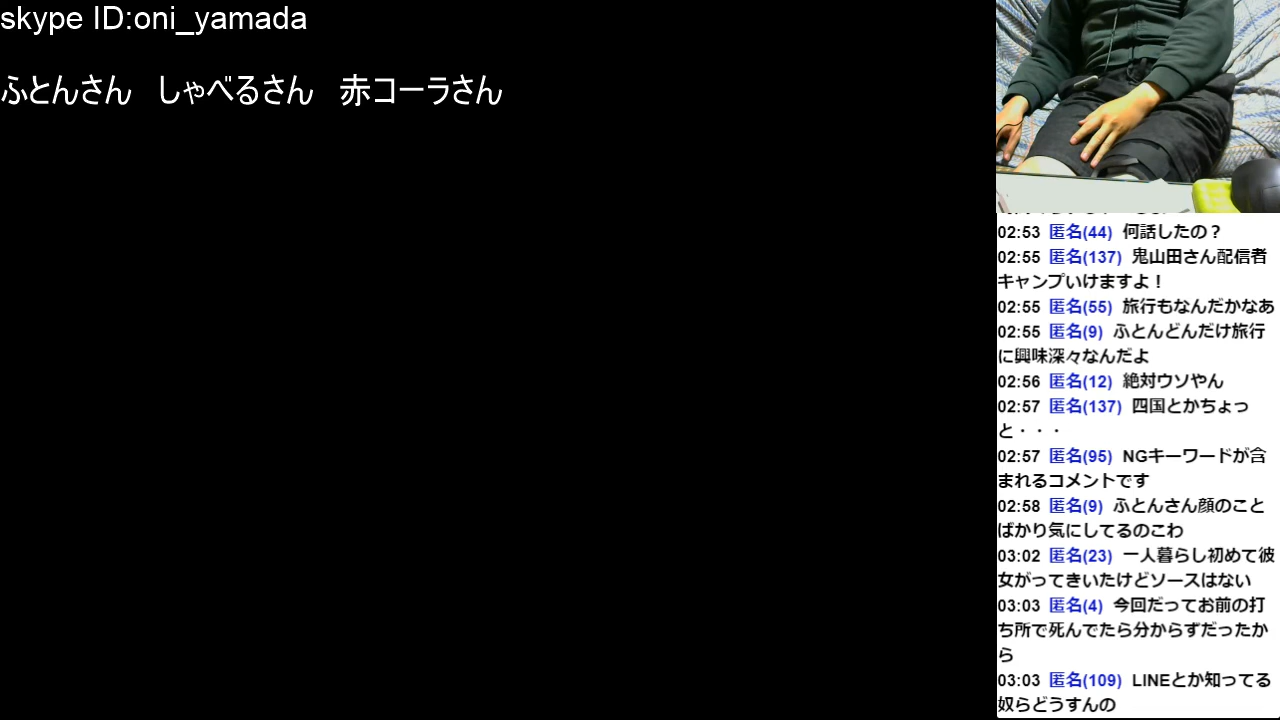 skype ID:oni_yamada
ふとんさん　しゃべるさん　赤コーラさん
02:53 匿名(44) 何話したの？
02:55 匿名(137) 鬼山田さん配信者
キャンプいけますよ！
02:55 匿名(55) 旅行もなんだかなあ
02:55 匿名(9) ふとんどんだけ旅行
に興味深々なんだよ
02:56 匿名(12) 絶対ウソやん
02:57 匿名(137) 四国とかちょっ
と・・・
02:57 匿名(95) NGキーワードが含
まれるコメントです
02:58 匿名(9) ふとんさん顔のこと
ばかり気にしてるのこわ
03:02 匿名(23) 一人暮らし初めて彼
女がってきいたけどソースはない
03:03 匿名(4) 今回だってお前の打
ち所で死んでたら分からずだったか
ら
03:03 匿名(109) LINEとか知ってる
奴らどうすんの